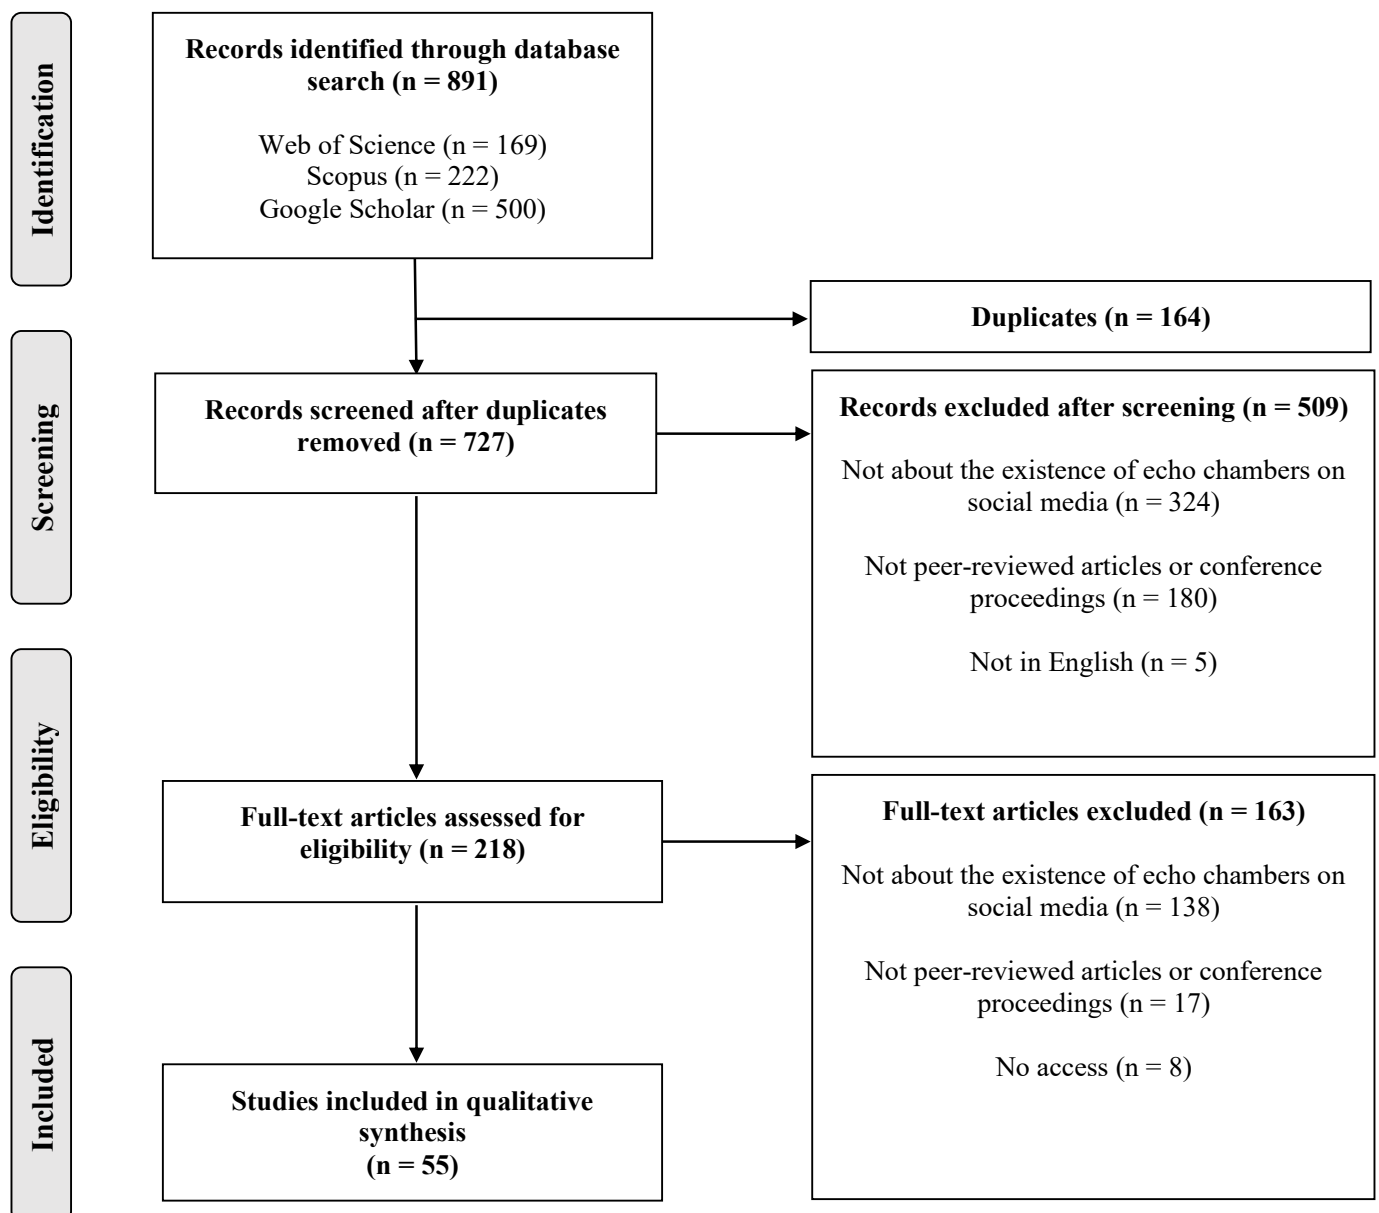 Identification
Records identified through database
search (n = 891)
Web of Science (n = 169)
Scopus (n = 222)
Google Scholar (n = 500)
Duplicates (n = 164)
Screening
Records screened after duplicates
removed (n = 727)
Records excluded after screening (n = 509)
Not about the existence of echo chambers on
social media (n = 324)
Not peer-reviewed articles or conference
proceedings (n = 180)
Not in English (n = 5)
Eligibility
Full-text articles assessed for
eligibility (n = 218)
Full-text articles excluded (n = 163)
Not about the existence of echo chambers on
social media (n = 138)
Not peer-reviewed articles or conference
proceedings (n = 17)
No access (n = 8)
Included
Studies included in qualitative
synthesis
(n = 55)